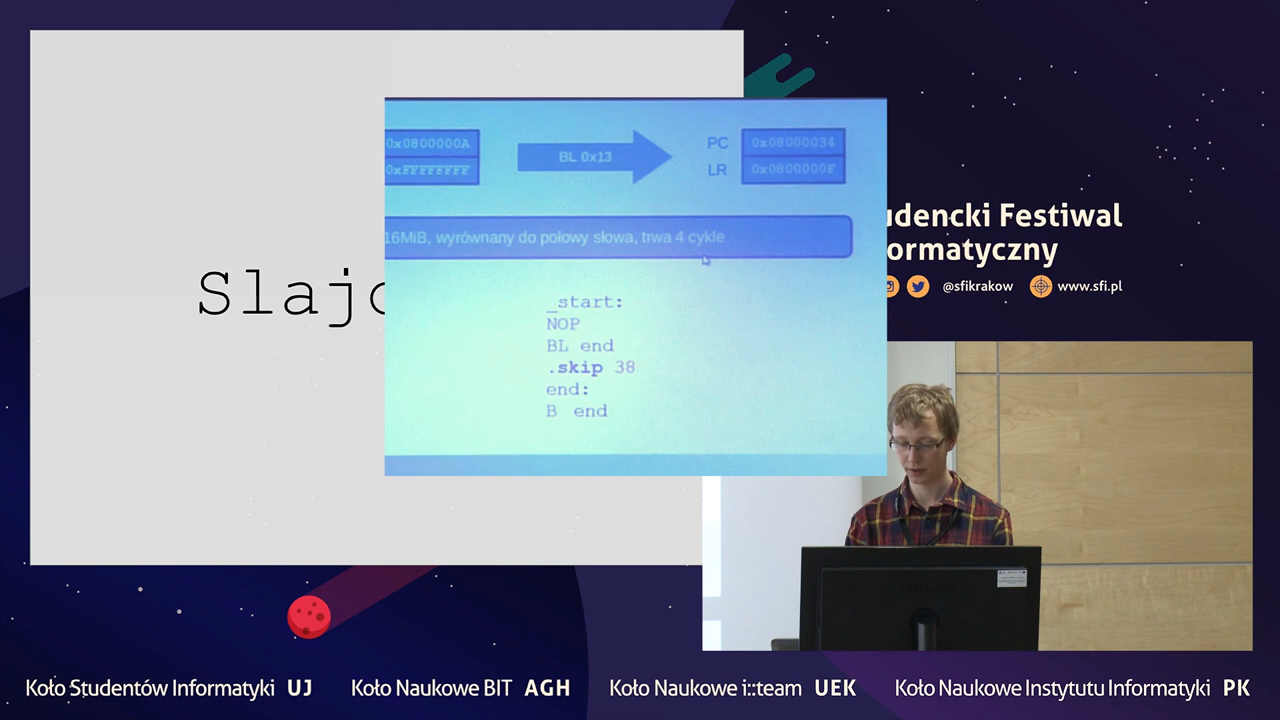 0x0800000A
0xFFFFFFFF
BL 0x13
PC 0x08000034
LR 0x0800000F
16MiB, wyrównany do połowy słowa, trwa 4 cykle
_start:
NOP
BL end
.skip 38
end:
B end
Slajd
udencki Festiwal
ormatyczny
@sfikrakow www.sfi.pl
Koło Studentów Informatyki UJ
Koło Naukowe BIT AGH
Koło Naukowe i::team UEK
Koło Naukowe Instytutu Informatyki PK